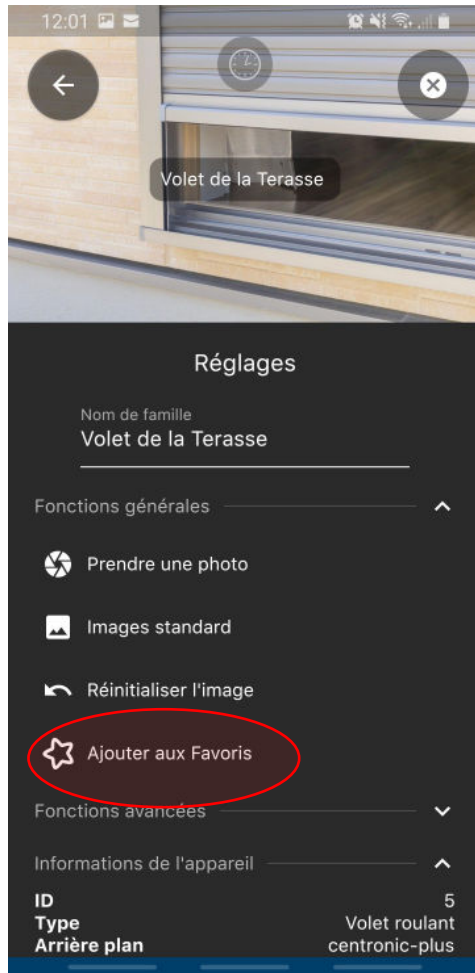 12:01
Volet de la Terasse
Réglages
Nom de famille
Volet de la Terasse
Fonctions générales
Prendre une photo
Images standard
Réinitialiser l'image
Ajouter aux Favoris
Fonctions avancées
Informations de l'appareil
ID 5
Type Volet roulant
Arrière plan centronic-plus